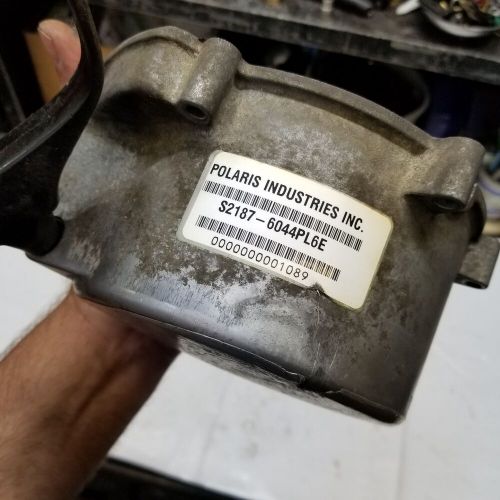 POLARIS INDUSTRIES INC.
S2187-6044PL6E
0000000001089